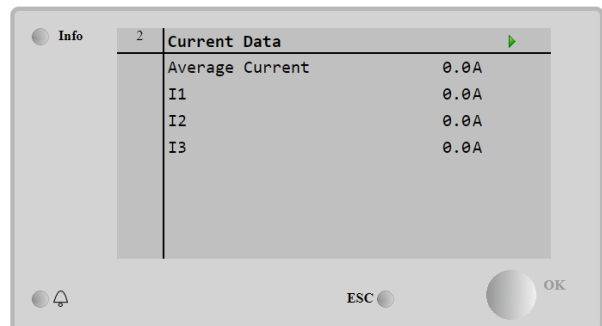 Info
2 Current Data
Average Current 0.0A
I1 0.0A
I2 0.0A
I3 0.0A
ESC
OK